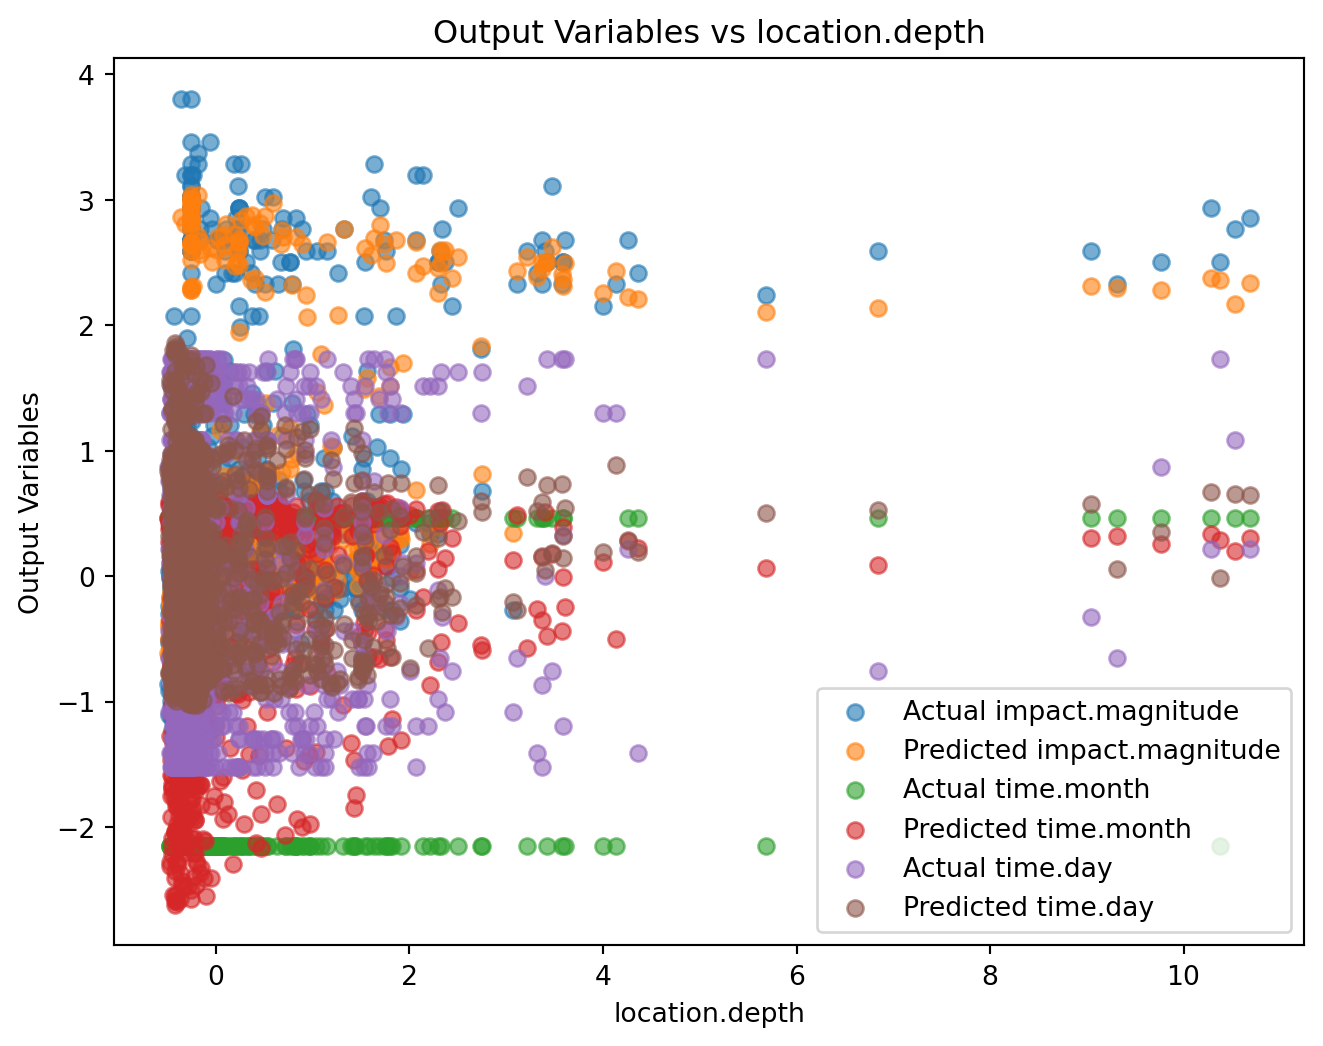 Output Variables vs location.depth
4
3
2
1
0
−1
−2
Output Variables
0
2
4
6
8
10
location.depth
Actual impact.magnitude
Predicted impact.magnitude
Actual time.month
Predicted time.month
Actual time.day
Predicted time.day